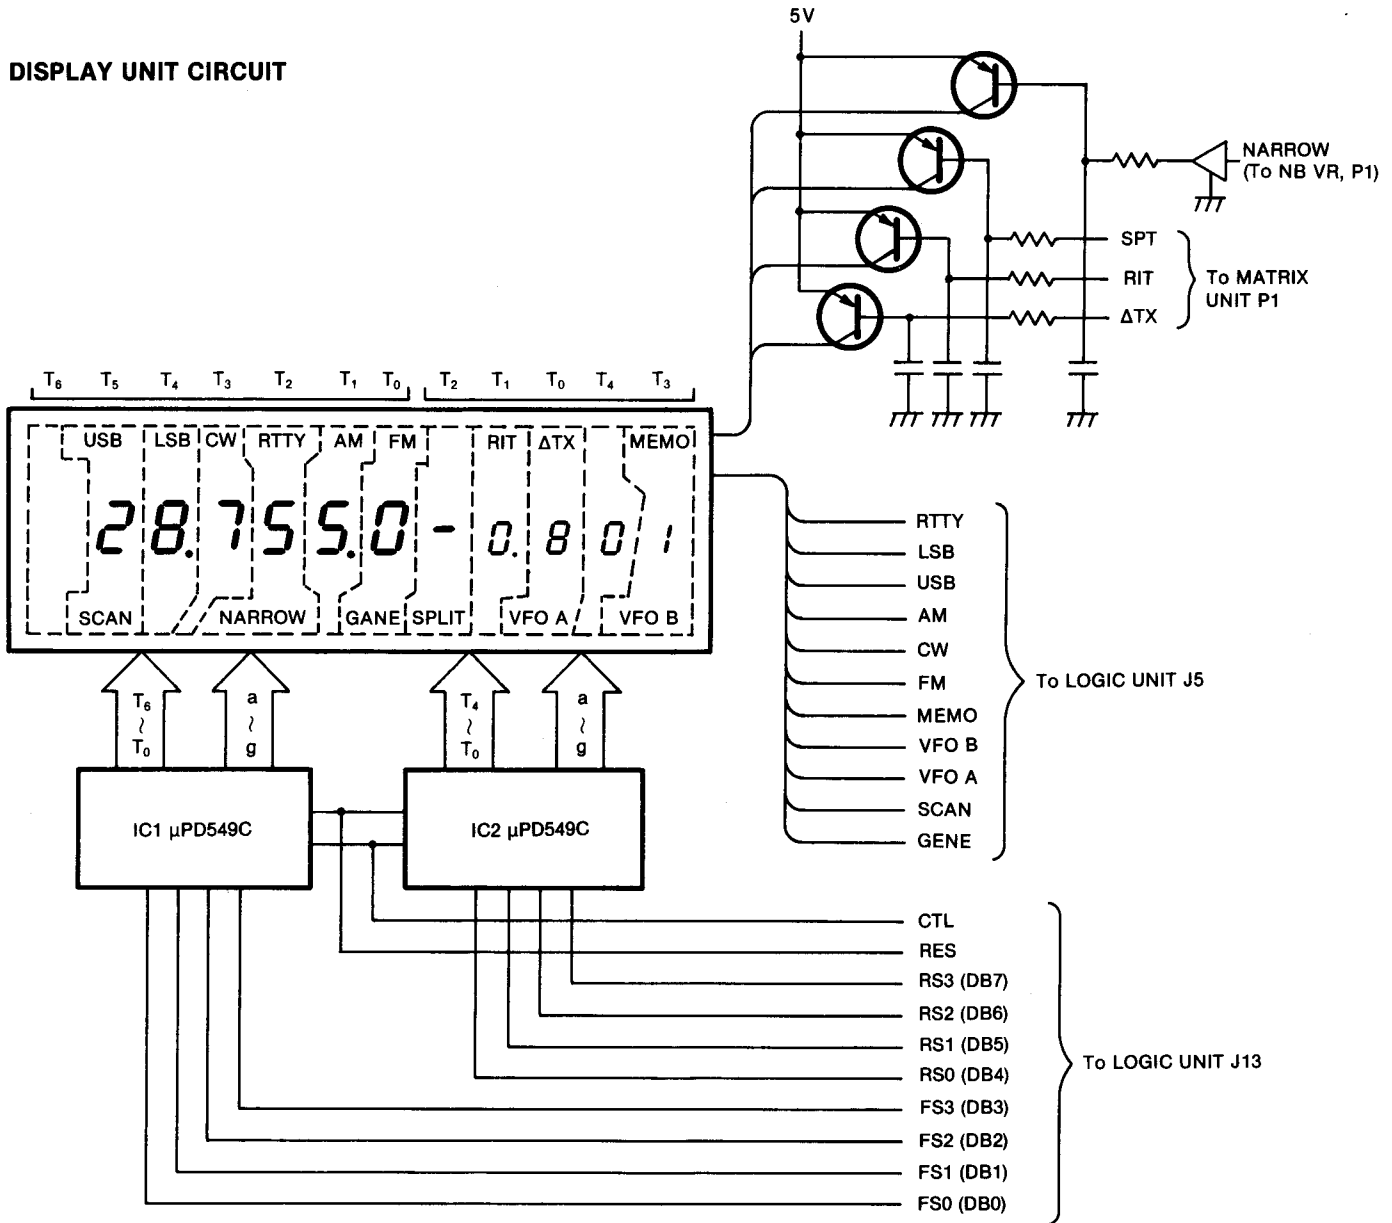 5V
DISPLAY UNIT CIRCUIT
NARROW
(To NB VR, P1)
SPT
RIT
ΔTX
To MATRIX
UNIT P1
T₆ T₅ T₄ T₃ T₂ T₁ T₀ T₂ T₁ T₀ T₄ T₃
USB LSB CW RTTY AM FM RIT ΔTX MEMO
28.755.0 - 0.8 0 1
SCAN NARROW GANE SPLIT VFO A VFO B
T₆ ~ T₀
a ~ g
T₄ ~ T₀
a ~ g
IC1 μPD549C
IC2 μPD549C
RTTY
LSB
USB
AM
CW
FM
MEMO
VFO B
VFO A
SCAN
GENE
To LOGIC UNIT J5
CTL
RES
RS3 (DB7)
RS2 (DB6)
RS1 (DB5)
RS0 (DB4)
FS3 (DB3)
FS2 (DB2)
FS1 (DB1)
FS0 (DB0)
To LOGIC UNIT J13